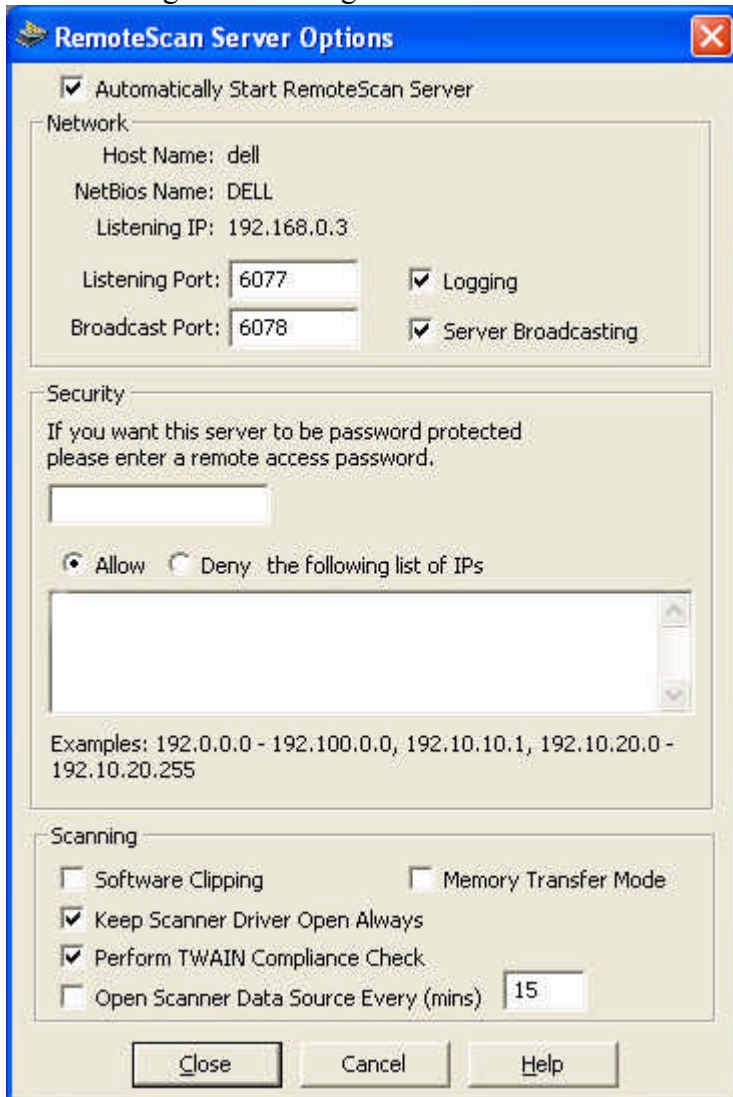 RemoteScan Server Options
Automatically Start RemoteScan Server
Network
Host Name: dell
NetBios Name: DELL
Listening IP: 192.168.0.3
Listening Port: 6077
Logging
Broadcast Port: 6078
Server Broadcasting
Security
If you want this server to be password protected
please enter a remote access password.
Allow Deny the following list of IPs
Examples: 192.0.0.0 - 192.100.0.0, 192.10.10.1, 192.10.20.0 -
192.10.20.255
Scanning
Software Clipping
Memory Transfer Mode
Keep Scanner Driver Open Always
Perform TWAIN Compliance Check
Open Scanner Data Source Every (mins) 15
Close
Cancel
Help